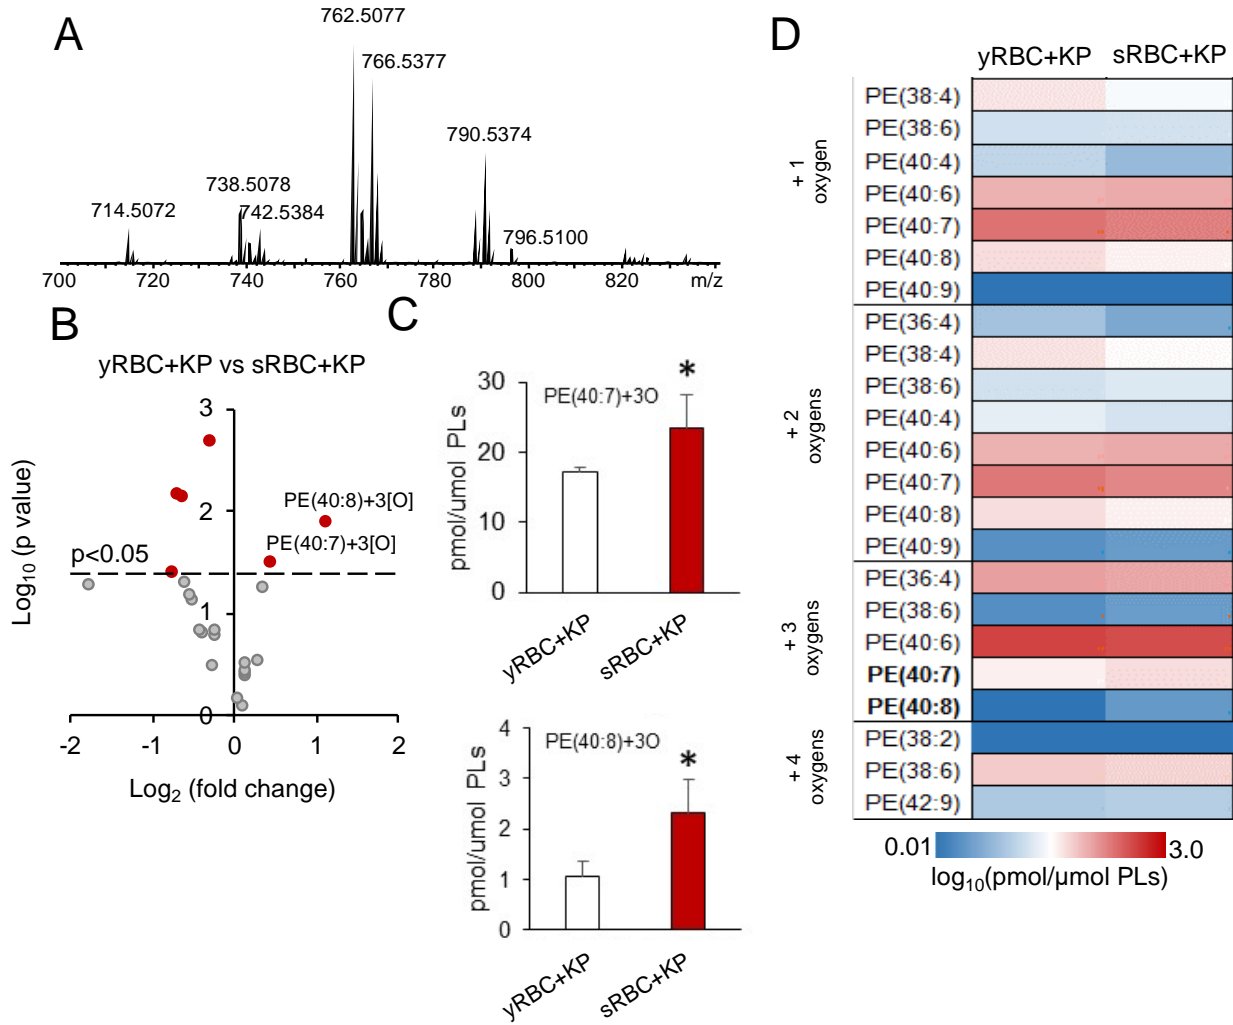 A
762.5077
766.5377
790.5374
738.5078
714.5072
742.5384
796.5100
700 720 740 760 780 800 820 m/z
B
yRBC+KP vs sRBC+KP
3
2
1
0
PE(40:8)+3[O]
PE(40:7)+3[O]
p<0.05
Log10 (p value)
-2 -1 0 1 2
Log2 (fold change)
C
30
20
10
0
PE(40:7)+3O
*
pmol/umol PLs
yRBC+KP
sRBC+KP
4
3
2
1
0
PE(40:8)+3O
*
pmol/umol PLs
yRBC+KP
sRBC+KP
D
yRBC+KP sRBC+KP
+ 1
oxygen
PE(38:4)
PE(38:6)
PE(40:4)
PE(40:6)
PE(40:7)
PE(40:8)
PE(40:9)
+ 2
oxygens
PE(36:4)
PE(38:4)
PE(38:6)
PE(40:4)
PE(40:6)
PE(40:7)
PE(40:8)
PE(40:9)
+ 3
oxygens
PE(36:4)
PE(38:6)
PE(40:6)
PE(40:7)
PE(40:8)
+ 4
oxygens
PE(38:2)
PE(38:6)
PE(42:9)
0.01 3.0
log10(pmol/µmol PLs)